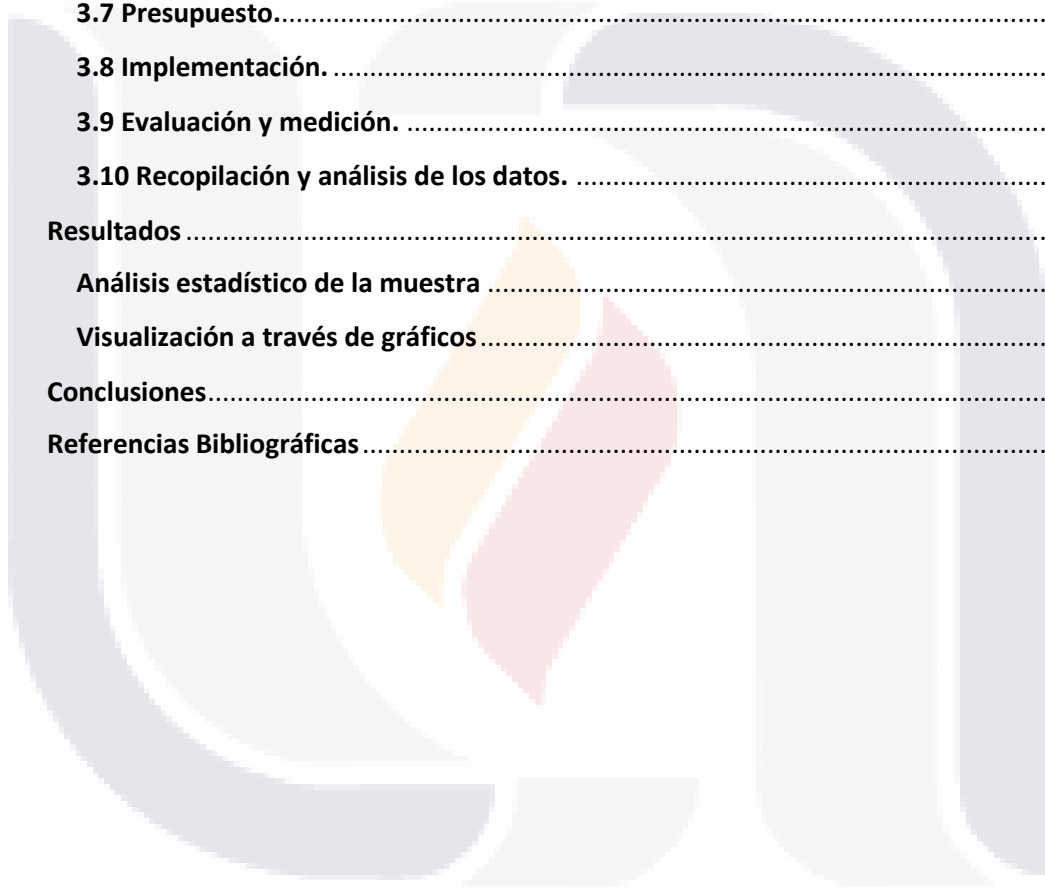 3.7 Presupuesto.......................................................................................................
3.8 Implementación. ................................................................................................
3.9 Evaluación y medición. .....................................................................................
3.10 Recopilación y análisis de los datos. ...............................................................
Resultados .............................................................................................................
Análisis estadístico de la muestra ..........................................................................
Visualización a través de gráficos...........................................................................
Conclusiones...........................................................................................................
Referencias Bibliográficas.......................................................................................